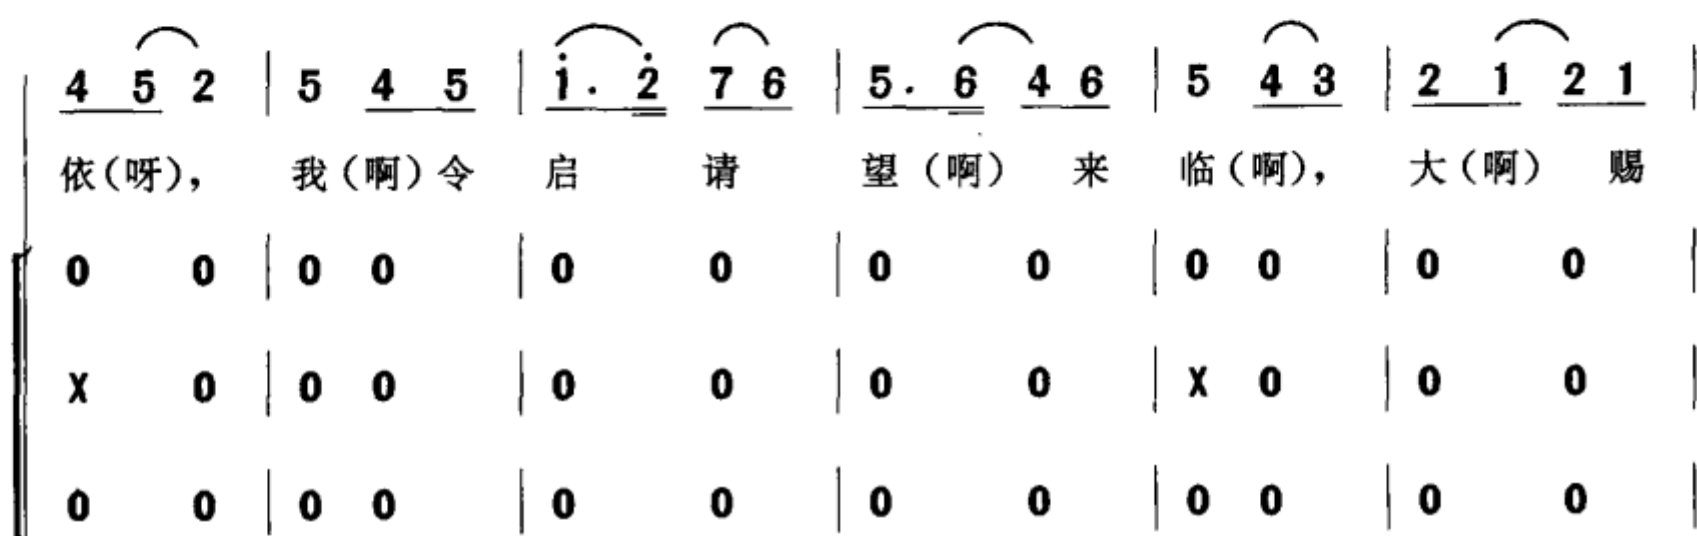 4 5 2 | 5 4 5 | i . 2 7 6 | 5 . 6 4 6 | 5 4 3 | 2 1 2 1 |
依(呀), 我(啊)令 启 请 望(啊) 来 临(啊), 大(啊) 赐
0 0 | 0 0 | 0 0 | 0 0 | 0 0 | 0 0 |
X 0 | 0 0 | 0 0 | 0 0 | X 0 | 0 0 |
0 0 | 0 0 | 0 0 | 0 0 | 0 0 | 0 0 |